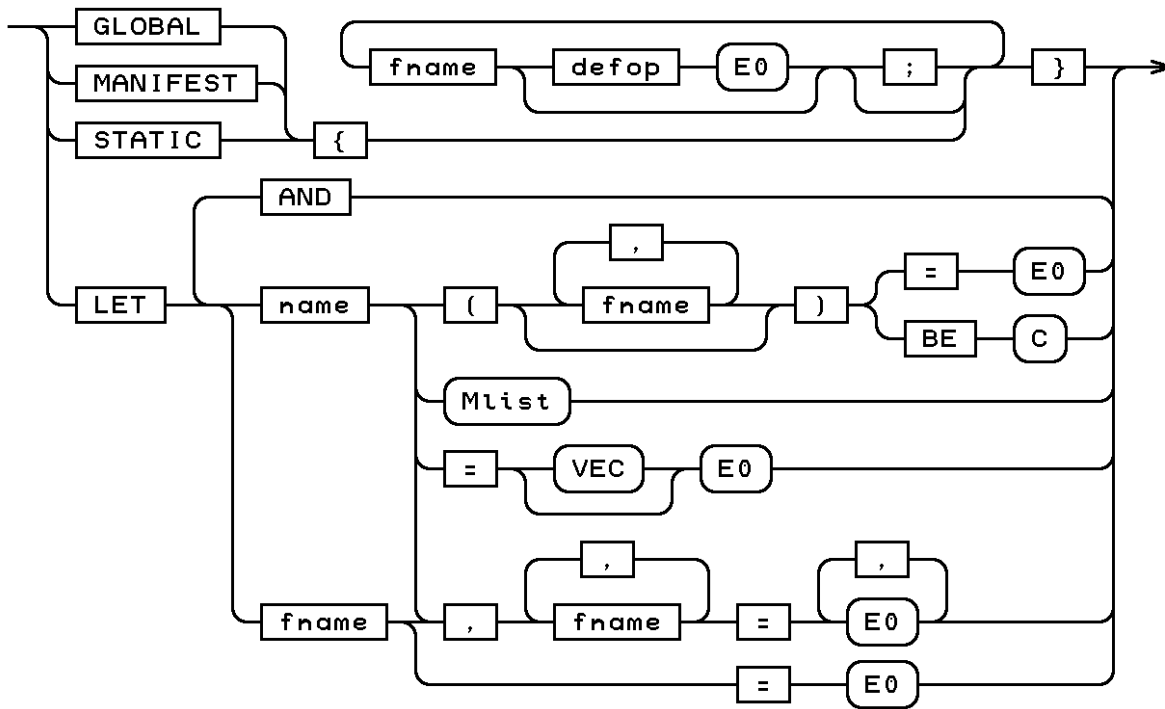 GLOBAL
fname defop E0 ; }
MANIFEST
STATIC {
AND
,
= E0
LET name ( fname )
BE C
Mlist
= VEC E0
, ,
fname , fname = E0
= E0